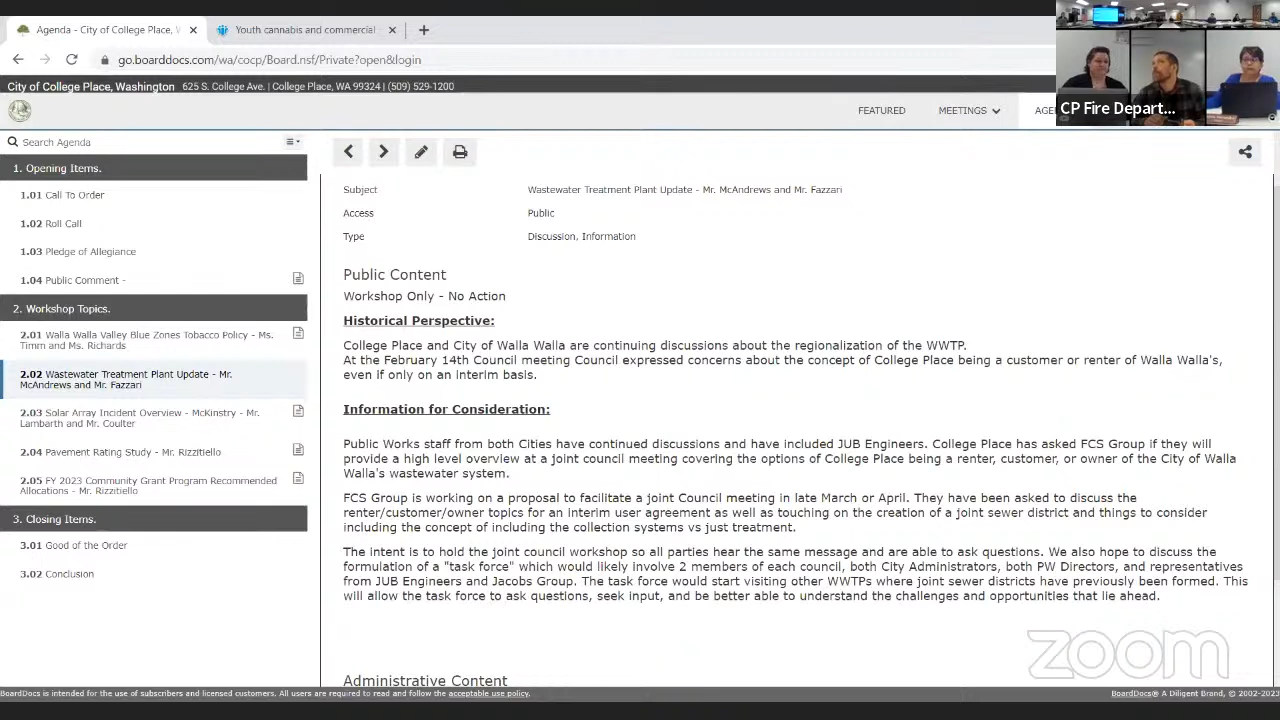 Agenda - City of College Place, W
Youth cannabis and commercial
go.boarddocs.com/wa/cocp/Board.nsf/Private?open&login
City of College Place, Washington 625 S. College Ave. | College Place, WA 99324 | (509) 529-1200
FEATURED
MEETINGS
AGE
CP Fire Depart...
Search Agenda
1. Opening Items.
1.01 Call To Order
1.02 Roll Call
1.03 Pledge of Allegiance
1.04 Public Comment -
2. Workshop Topics.
2.01 Walla Walla Valley Blue Zones Tobacco Policy - Ms.
Timm and Ms. Richards
2.02 Wastewater Treatment Plant Update - Mr.
McAndrews and Mr. Fazzari
2.03 Solar Array Incident Overview - McKinstry - Mr.
Lambarth and Mr. Coulter
2.04 Pavement Rating Study - Mr. Rizzitiello
2.05 FY 2023 Community Grant Program Recommended
Allocations - Mr. Rizzitiello
3. Closing Items.
3.01 Good of the Order
3.02 Conclusion
Subject Wastewater Treatment Plant Update - Mr. McAndrews and Mr. Fazzari
Access Public
Type Discussion, Information
Public Content
Workshop Only - No Action
Historical Perspective:
College Place and City of Walla Walla are continuing discussions about the regionalization of the WWTP.
At the February 14th Council meeting Council expressed concerns about the concept of College Place being a customer or renter of Walla Walla's,
even if only on an interim basis.
Information for Consideration:
Public Works staff from both Cities have continued discussions and have included JUB Engineers. College Place has asked FCS Group if they will
provide a high level overview at a joint council meeting covering the options of College Place being a renter, customer, or owner of the City of Walla
Walla's wastewater system.
FCS Group is working on a proposal to facilitate a joint Council meeting in late March or April. They have been asked to discuss the
renter/customer/owner topics for an interim user agreement as well as touching on the creation of a joint sewer district and things to consider
including the concept of including the collection systems vs just treatment.
The intent is to hold the joint council workshop so all parties hear the same message and are able to ask questions. We also hope to discuss the
formulation of a "task force" which would likely involve 2 members of each council, both City Administrators, both PW Directors, and representatives
from JUB Engineers and Jacobs Group. The task force would start visiting other WWTPs where joint sewer districts have previously been formed. This
will allow the task force to ask questions, seek input, and be better able to understand the challenges and opportunities that lie ahead.
zoom
Administrative Content
BoardDocs is intended for the use of subscribers and licensed customers. All users are required to read and follow the acceptable use policy.
BoardDocs® A Diligent Brand, © 2002-2023